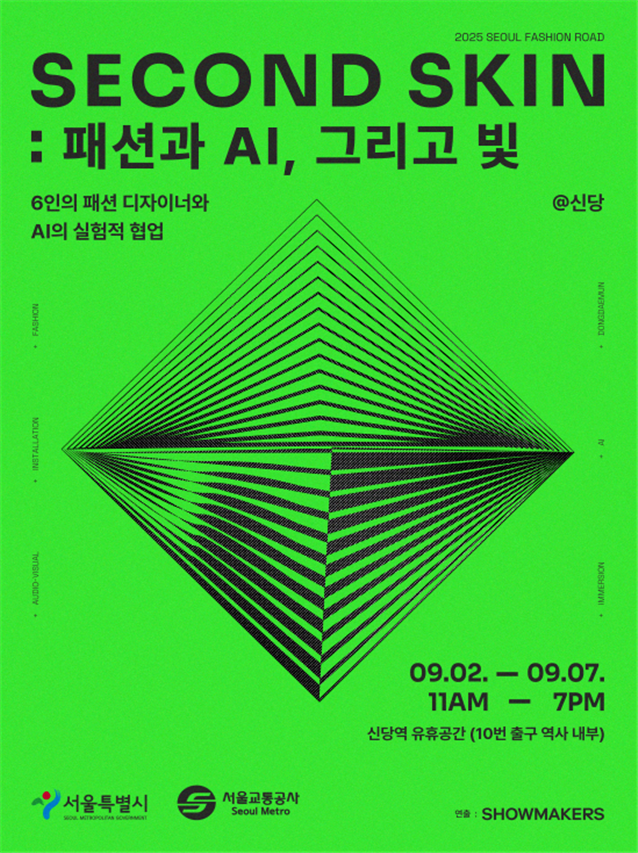 2025 SEOUL FASHION ROAD
SECOND SKIN
: 패션과 AI, 그리고 빛
6인의 패션 디자이너와
AI의 실험적 협업
@신당
FASHION
INSTALLATION
AUDIO-VISUAL
DONGDAEMUN
AI
IMMERSION
09.02. — 09.07.
11AM — 7PM
신당역 유휴공간 (10번 출구 역사 내부)
서울특별시
SEOUL METROPOLITAN GOVERNMENT
서울교통공사
Seoul Metro
연출 : SHOWMAKERS